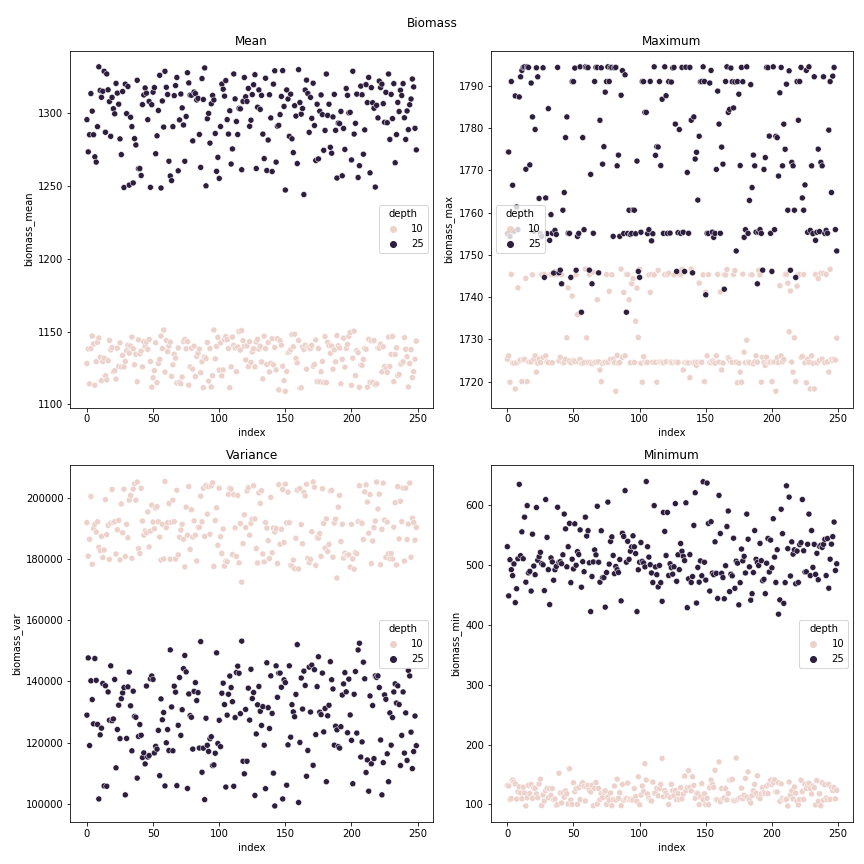 Biomass
Mean
biomass_mean
1300
1250
1200
1150
1100
depth
10
25
0 50 100 150 200 250
index
Maximum
biomass_max
1790
1780
1770
1760
1750
1740
1730
1720
depth
10
25
0 50 100 150 200 250
index
Variance
biomass_var
200000
180000
160000
140000
120000
100000
depth
10
25
0 50 100 150 200 250
index
Minimum
biomass_min
600
500
400
300
200
100
depth
10
25
0 50 100 150 200 250
index